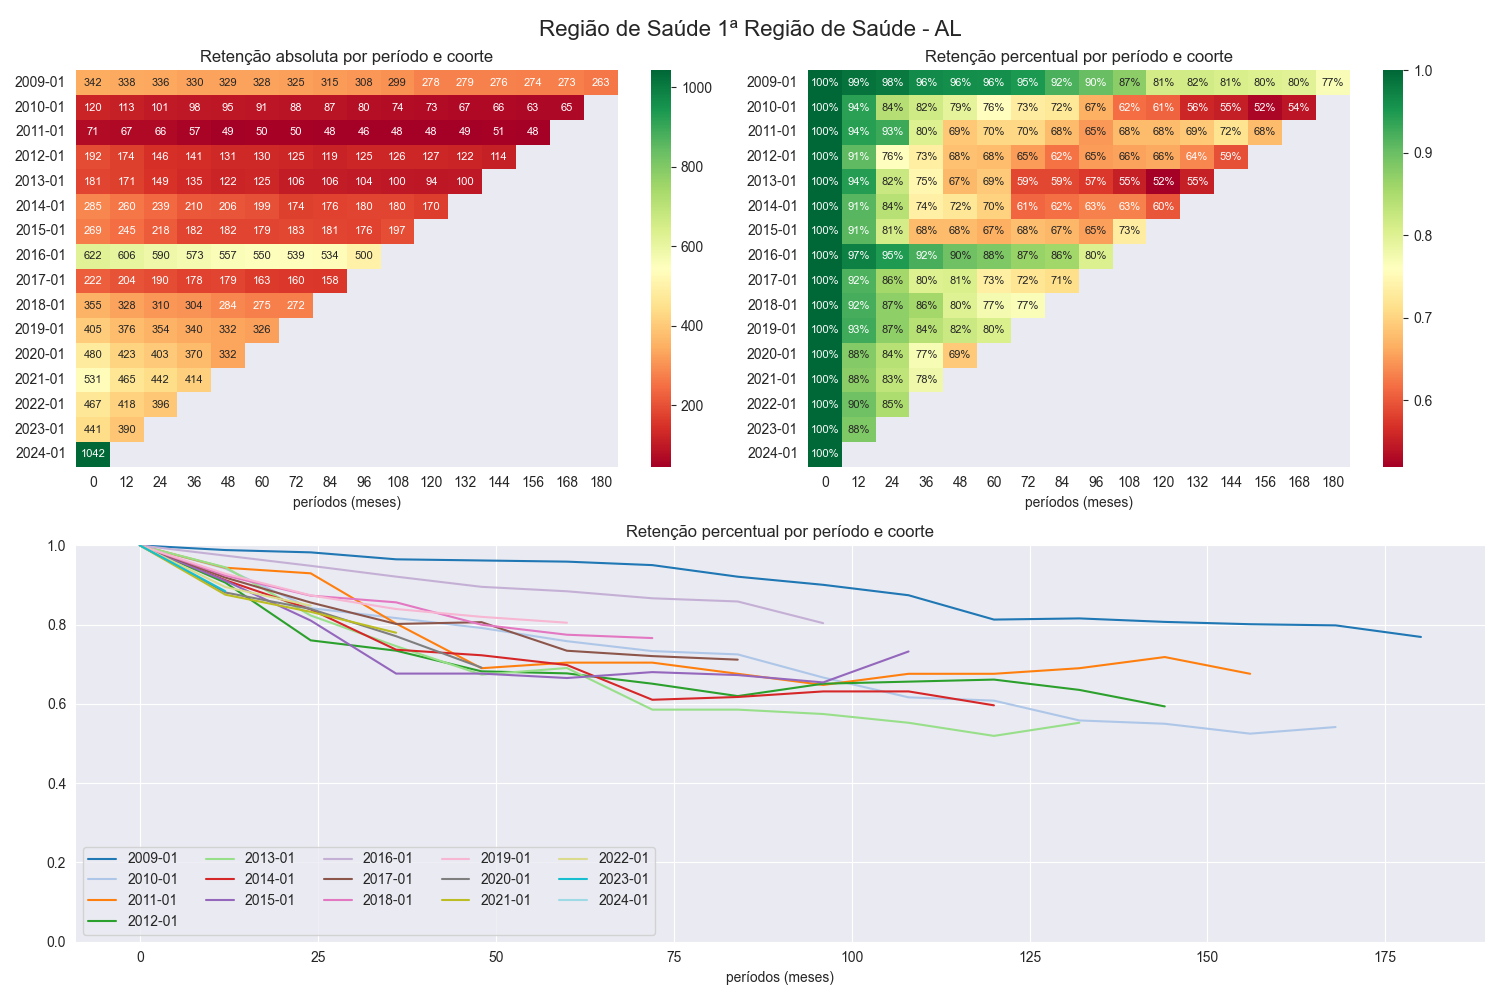 Região de Saúde 1ª Região de Saúde - AL
Retenção absoluta por período e coorte
2009-01 342 338 336 330 329 328 325 315 308 299 278 279 276 274 273 263
2010-01 120 113 101 98 95 91 88 87 80 74 73 67 66 63 65
2011-01 71 67 66 57 49 50 50 48 46 48 48 49 51 48
2012-01 192 174 146 141 131 130 125 119 125 126 127 122 114
2013-01 181 171 149 135 122 125 106 106 104 100 94 100
2014-01 285 260 239 210 206 199 174 176 180 180 170
2015-01 269 245 218 182 182 179 183 181 176 197
2016-01 622 606 590 573 557 550 539 534 500
2017-01 222 204 190 178 179 163 160 158
2018-01 355 328 310 304 284 275 272
2019-01 405 376 354 340 332 326
2020-01 480 423 403 370 332
2021-01 531 465 442 414
2022-01 467 418 396
2023-01 441 390
2024-01 1042
0 12 24 36 48 60 72 84 96 108 120 132 144 156 168 180
períodos (meses)
1000
800
600
400
200
Retenção percentual por período e coorte
2009-01 100% 99% 98% 96% 96% 96% 95% 92% 90% 87% 81% 82% 81% 80% 80% 77%
2010-01 100% 94% 84% 82% 79% 76% 73% 72% 67% 62% 61% 56% 55% 52% 54%
2011-01 100% 94% 93% 80% 69% 70% 70% 68% 65% 68% 68% 69% 72% 68%
2012-01 100% 91% 76% 73% 68% 68% 65% 62% 65% 66% 66% 64% 59%
2013-01 100% 94% 82% 75% 67% 69% 59% 59% 57% 55% 52% 55%
2014-01 100% 91% 84% 74% 72% 70% 61% 62% 63% 63% 60%
2015-01 100% 91% 81% 68% 68% 67% 68% 67% 65% 73%
2016-01 100% 97% 95% 92% 90% 88% 87% 86% 80%
2017-01 100% 92% 86% 80% 81% 73% 72% 71%
2018-01 100% 92% 87% 86% 80% 77% 77%
2019-01 100% 93% 87% 84% 82% 80%
2020-01 100% 88% 84% 77% 69%
2021-01 100% 88% 83% 78%
2022-01 100% 90% 85%
2023-01 100% 88%
2024-01 100%
0 12 24 36 48 60 72 84 96 108 120 132 144 156 168 180
períodos (meses)
1.0
0.9
0.8
0.7
0.6
Retenção percentual por período e coorte
1.0
0.8
0.6
0.4
0.2
0.0
2009-01 2013-01 2016-01 2019-01 2022-01
2010-01 2014-01 2017-01 2020-01 2023-01
2011-01 2015-01 2018-01 2021-01 2024-01
2012-01
0 25 50 75 100 125 150 175
períodos (meses)